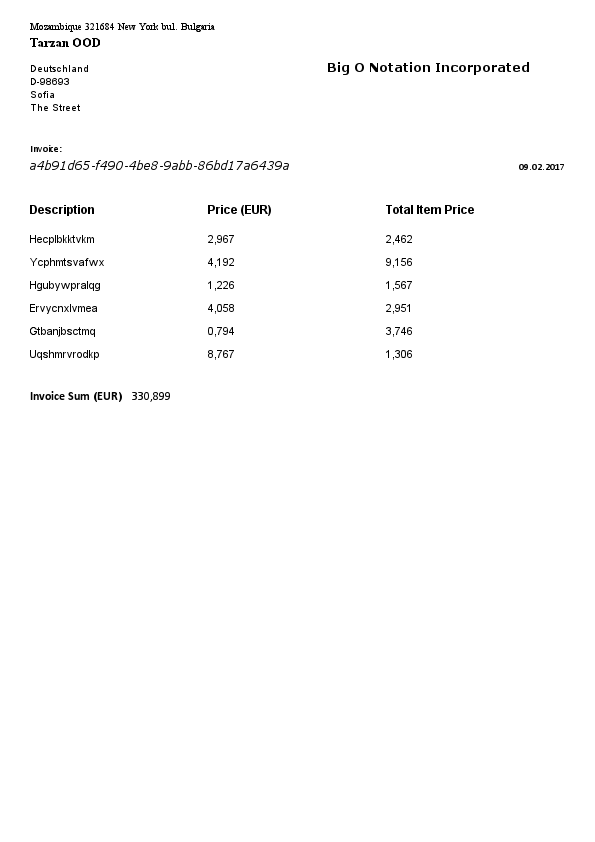 Mozambique 321684 New York bul. Bulgaria
Tarzan OOD
Deutschland
D-98693
Sofia
The Street
Big O Notation Incorporated
Invoice:
a4b91d65-f490-4be8-9abb-86bd17a6439a 09.02.2017
Description Price (EUR) Total Item Price
Hecplbkktvkm 2,967 2,462
Ycphmtsvafwx 4,192 9,156
Hgubywpralqg 1,226 1,567
Ervycnxlvmea 4,058 2,951
Gtbanjbsctmq 0,794 3,746
Uqshmrvrodkp 8,767 1,306
Invoice Sum (EUR) 330,899